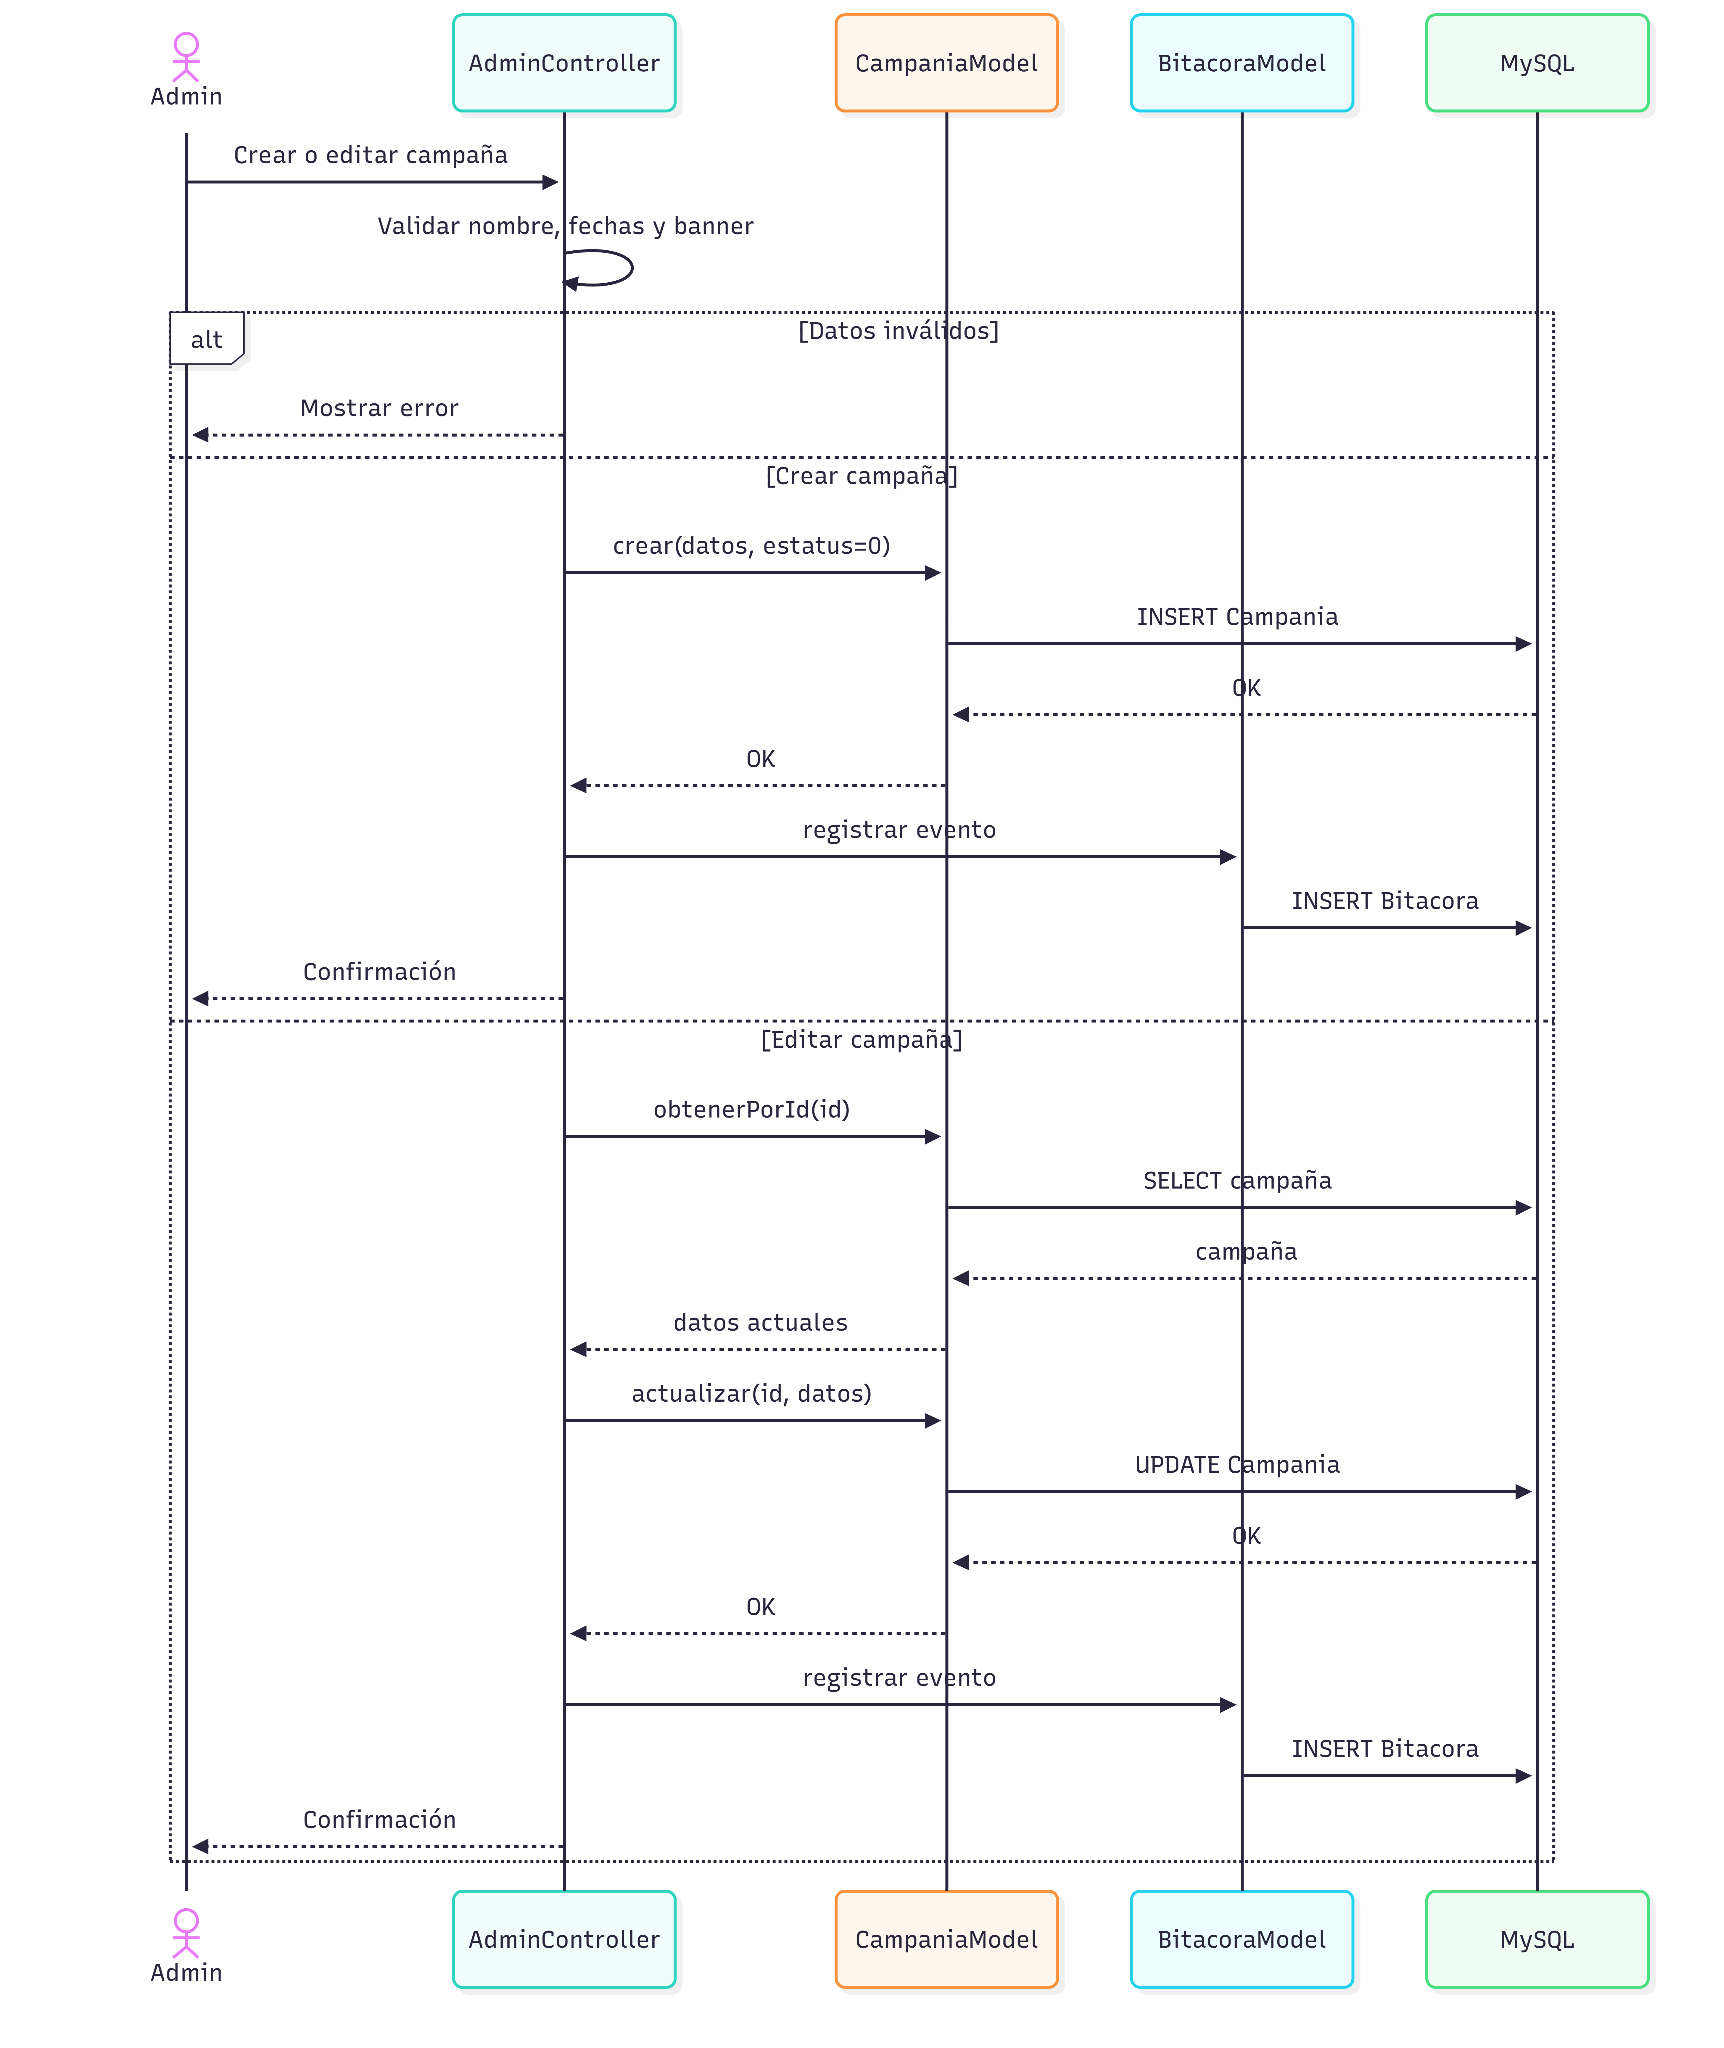 Admin
AdminController
CampaniaModel
BitacoraModel
MySQL
Crear o editar campaña
Validar nombre, fechas y banner
alt
[Datos inválidos]
Mostrar error
[Crear campaña]
crear(datos, estatus=0)
INSERT Campania
OK
OK
registrar evento
INSERT Bitacora
Confirmación
[Editar campaña]
obtenerPorId(id)
SELECT campaña
campaña
datos actuales
actualizar(id, datos)
UPDATE Campania
OK
OK
registrar evento
INSERT Bitacora
Confirmación
Admin
AdminController
CampaniaModel
BitacoraModel
MySQL